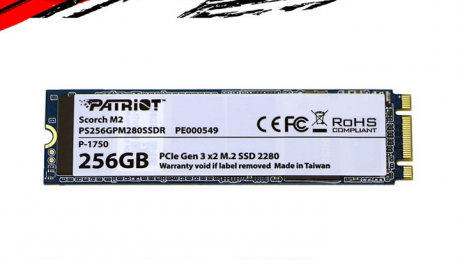 PATRIOT
Scorch M2
PS256GPM280SSDR PE000549
P-1750
256GB PCIe Gen 3 x2 M.2 SSD 2280
Warranty void if label removed Made in Taiwan
CE FC RoHS
COMPLIANT